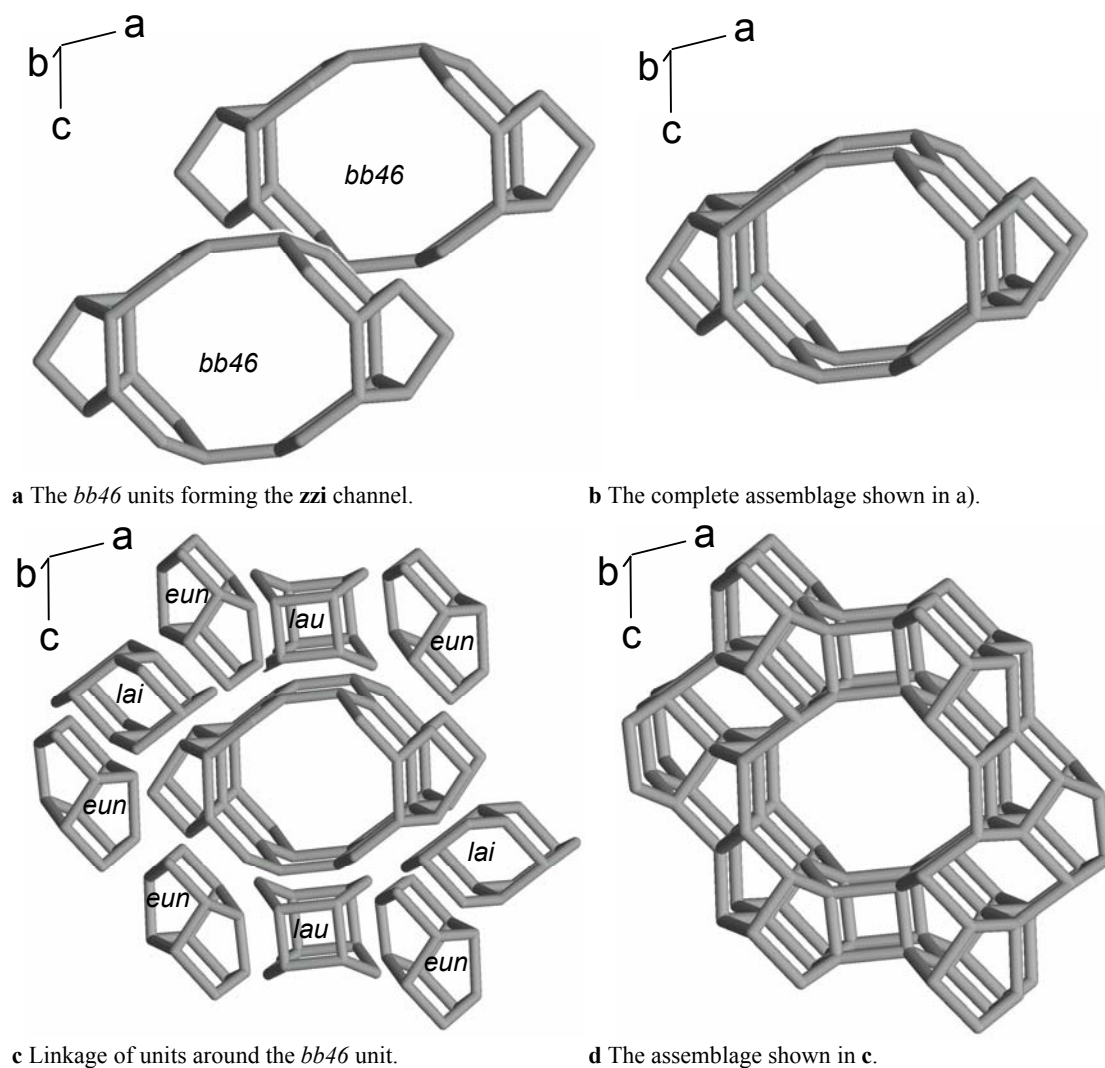 a
b
c
bb46
bb46
a The bb46 units forming the zzi channel.
a
b
c
b The complete assemblage shown in a).
a
b
c
eun
lau
eun
lai
eun
lai
eun
lau
eun
c Linkage of units around the bb46 unit.
a
b
c
d The assemblage shown in c.